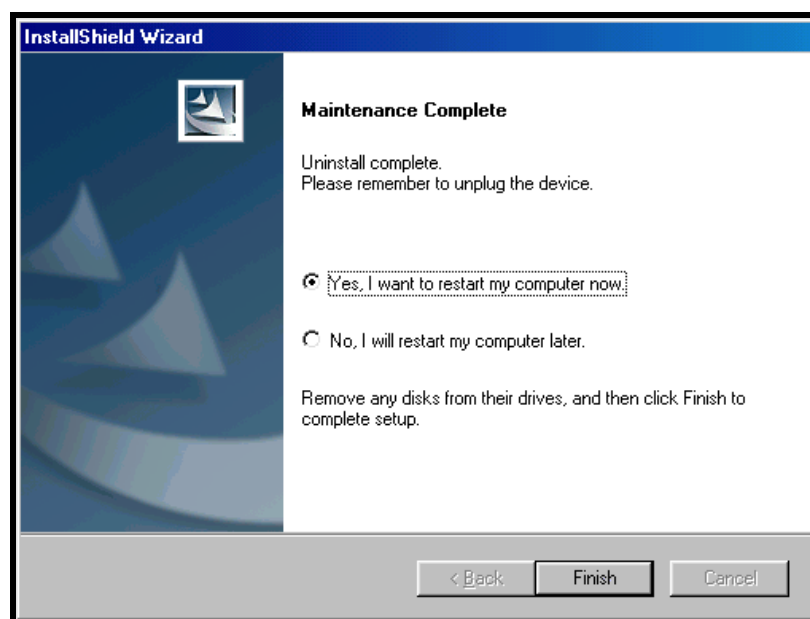 InstallShield Wizard
Maintenance Complete
Uninstall complete.
Please remember to unplug the device.
Yes, I want to restart my computer now.
No, I will restart my computer later.
Remove any disks from their drives, and then click Finish to
complete setup.
< Back Finish Cancel